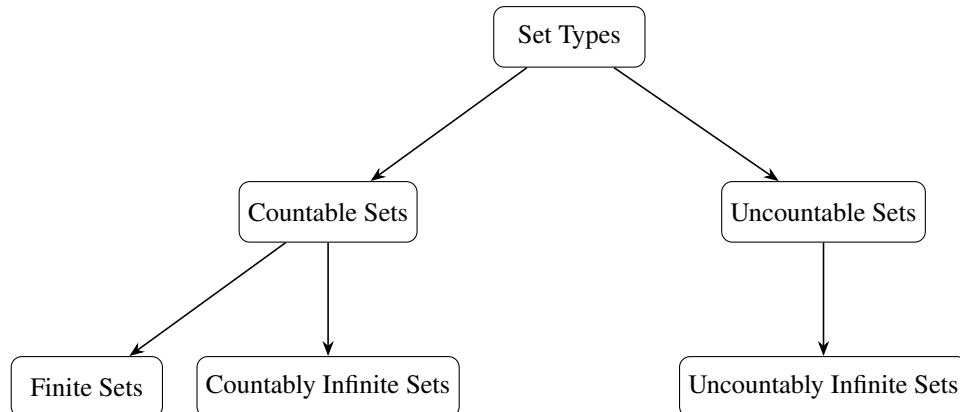 Set Types
Countable Sets
Uncountable Sets
Finite Sets
Countably Infinite Sets
Uncountably Infinite Sets